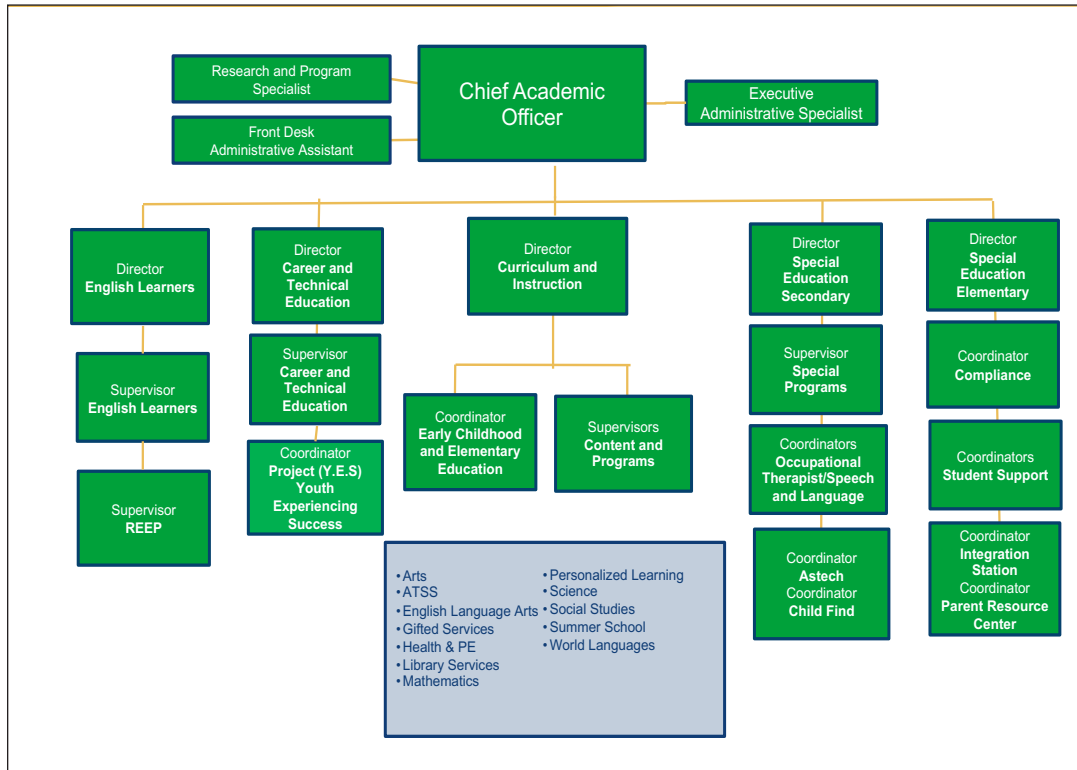 Research and Program
Specialist
Chief Academic
Officer
Executive
Administrative Specialist
Front Desk
Administrative Assistant
Director
English Learners
Director
Career and
Technical
Education
Director
Curriculum and
Instruction
Director
Special
Education
Secondary
Director
Special
Education
Elementary
Supervisor
English Learners
Supervisor
Career and
Technical
Education
Coordinator
Early Childhood
and Elementary
Education
Supervisors
Content and
Programs
Supervisor
Special
Programs
Coordinator
Compliance
Supervisor
REEP
Coordinator
Project (Y.E.S)
Youth
Experiencing
Success
Coordinators
Occupational
Therapist/Speech
and Language
Coordinators
Student Support
Coordinator
Astech
Coordinator
Child Find
Coordinator
Integration
Station
Coordinator
Parent Resource
Center
• Arts
• ATSS
• English Language Arts
• Gifted Services
• Health & PE
• Library Services
• Mathematics
• Personalized Learning
• Science
• Social Studies
• Summer School
• World Languages